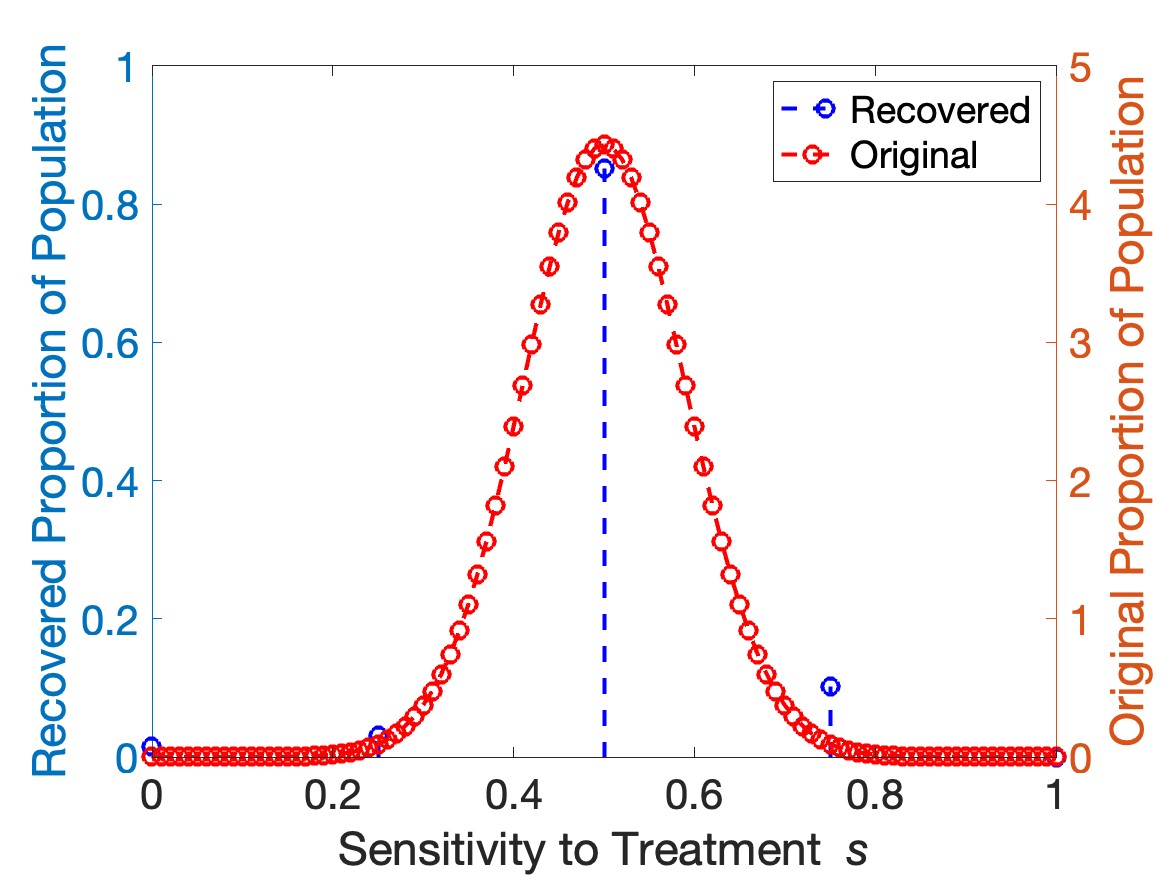 Recovered Proportion of Population
1
0.8
0.6
0.4
0.2
0
5
4
3
2
1
0
Original Proportion of Population
Recovered
Original
0 0.2 0.4 0.6 0.8 1
Sensitivity to Treatment s